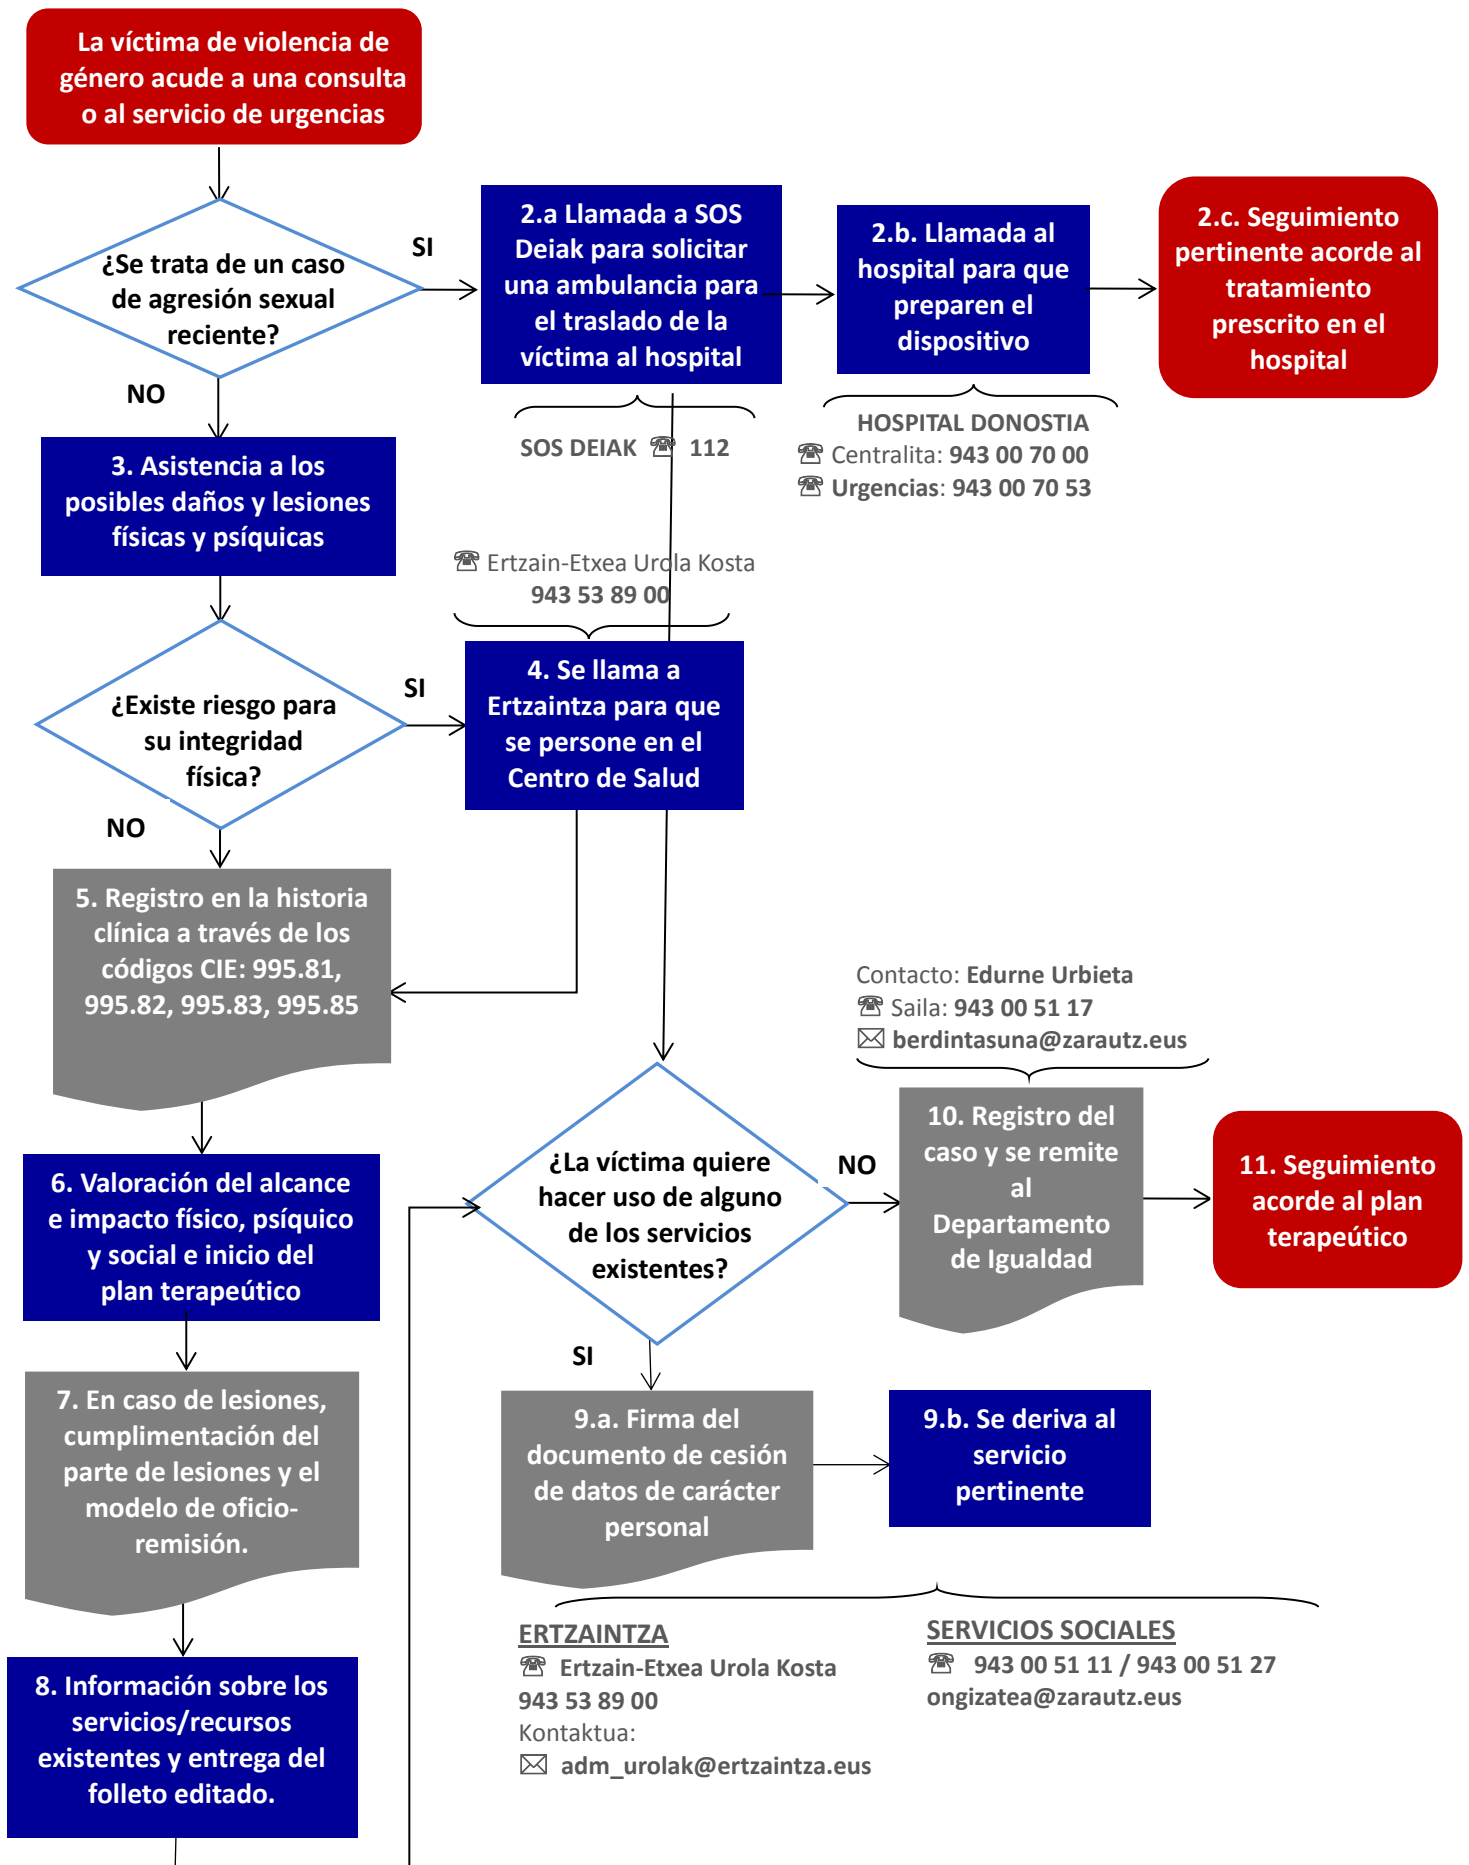 La víctima de violencia de
género acude a una consulta
o al servicio de urgencias
¿Se trata de un caso
de agresión sexual
reciente?
SI
NO
2.a Llamada a SOS
Deiak para solicitar
una ambulancia para
el traslado de la
víctima al hospital
2.b. Llamada al
hospital para que
preparen el
dispositivo
2.c. Seguimiento
pertinente acorde al
tratamiento
prescrito en el
hospital
SOS DEIAK ☎ 112
HOSPITAL DONOSTIA
☎ Centralita: 943 00 70 00
☎ Urgencias: 943 00 70 53
3. Asistencia a los
posibles daños y lesiones
físicas y psíquicas
☎ Ertzain-Etxea Urola Kosta
943 53 89 00
¿Existe riesgo para
su integridad
física?
SI
NO
4. Se llama a
Ertzaintza para que
se persone en el
Centro de Salud
5. Registro en la historia
clínica a través de los
códigos CIE: 995.81,
995.82, 995.83, 995.85
Contacto: Edurne Urbieta
☎ Saila: 943 00 51 17
✉ berdintasuna@zarautz.eus
6. Valoración del alcance
e impacto físico, psíquico
y social e inicio del
plan terapeútico
¿La víctima quiere
hacer uso de alguno
de los servicios
existentes?
NO
SI
10. Registro del
caso y se remite
al
Departamento
de Igualdad
11. Seguimiento
acorde al plan
terapeútico
7. En caso de lesiones,
cumplimentación del
parte de lesiones y el
modelo de oficio-
remisión.
9.a. Firma del
documento de cesión
de datos de carácter
personal
9.b. Se deriva al
servicio
pertinente
8. Información sobre los
servicios/recursos
existentes y entrega del
folleto editado.
ERTZAINTZA
☎ Ertzain-Etxea Urola Kosta
943 53 89 00
Kontaktua:
✉ adm_urolak@ertzaintza.eus
SERVICIOS SOCIALES
☎ 943 00 51 11 / 943 00 51 27
ongizatea@zarautz.eus